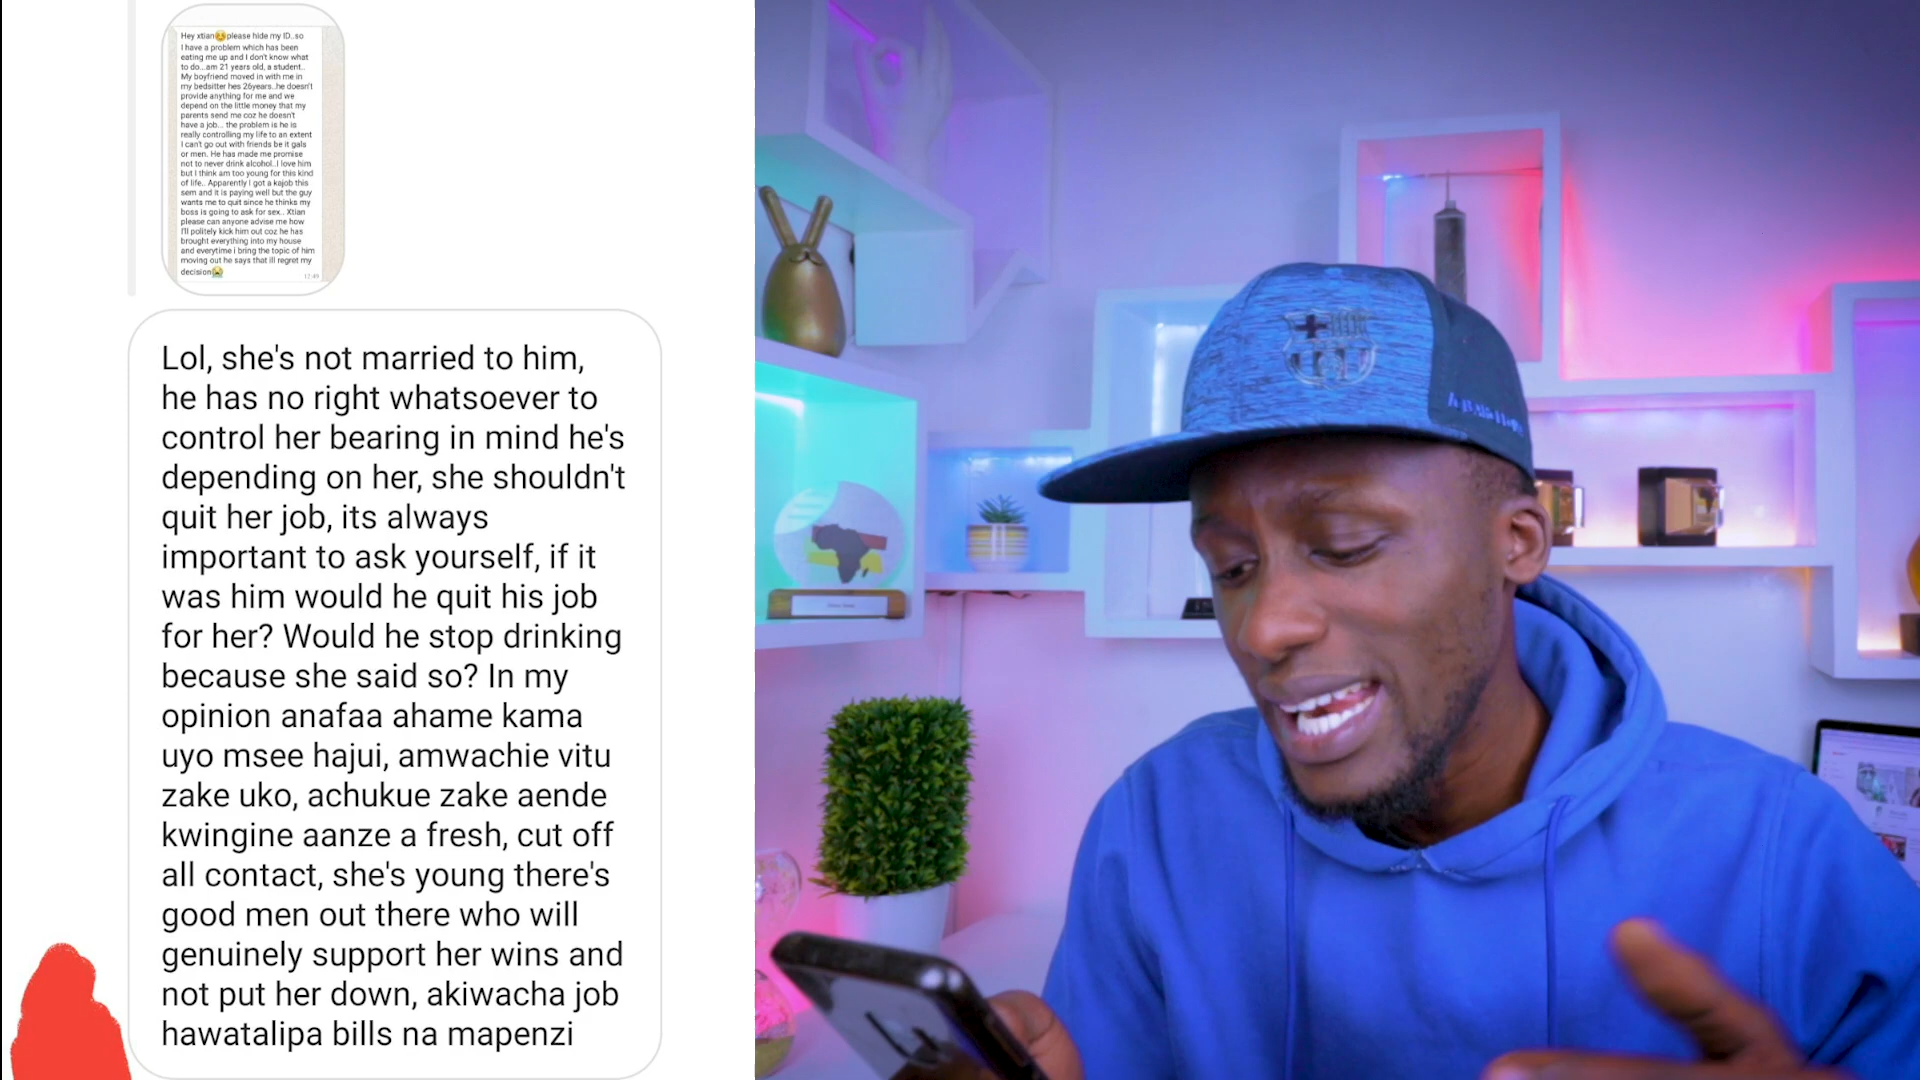 Hey xtian😊please hide my ID..so
I have a problem which has been
eating me up and I don't know what
to do...am 21 years old, a student..
My boyfriend moved in with me in
my bedsitter hes 26years..he doesn't
provide anything for me and we
depend on the little money that my
parents send me coz he doesn't
have a job... the problem is he is
really controlling my life to an extent
I can't go out with friends be it gals
or men. He has made me promise
not to never drink alcohol..I love him
but I think am too young for this kind
of life.. Apparently I got a kajob this
sem and it is paying well but the guy
wants me to quit since he thinks my
boss is going to ask for sex.. Xtian
please can anyone advise me how
I'll politely kick him out coz he has
brought everything into my house
and everytime i bring the topic of him
moving out he says that ill regret my
decision😭
12:49
Lol, she's not married to him,
he has no right whatsoever to
control her bearing in mind he's
depending on her, she shouldn't
quit her job, its always
important to ask yourself, if it
was him would he quit his job
for her? Would he stop drinking
because she said so? In my
opinion anafaa ahame kama
uyo msee hajui, amwachie vitu
zake uko, achukue zake aende
kwingine aanze a fresh, cut off
all contact, she's young there's
good men out there who will
genuinely support her wins and
not put her down, akiwacha job
hawatalipa bills na mapenzi